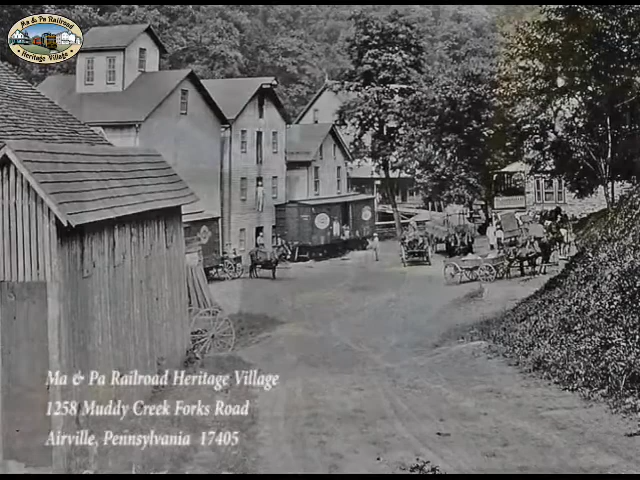 Ma & Pa Railroad
Heritage Village
Ma & Pa Railroad Heritage Village
1258 Muddy Creek Forks Road
Airville, Pennsylvania 17405